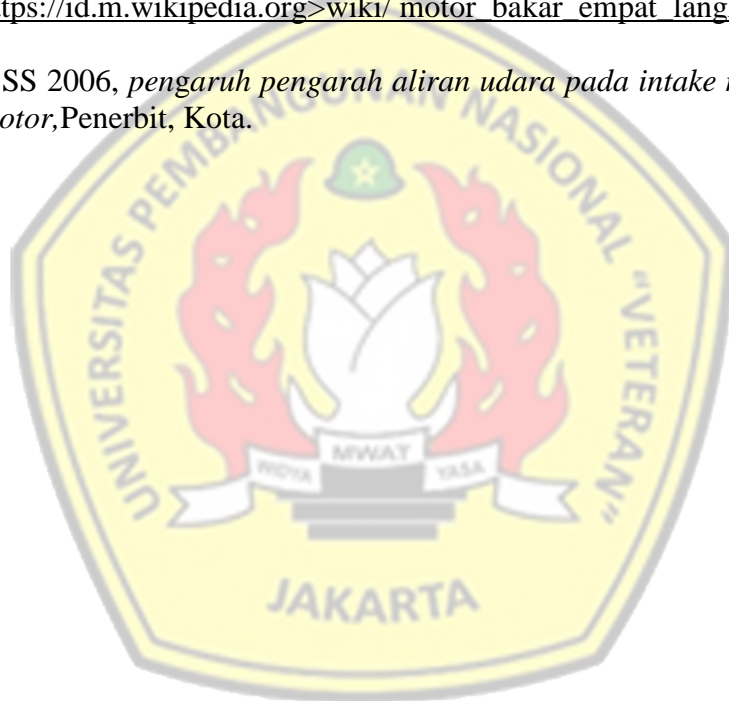 tps://id.m.wikipedia.org>wiki/ motor_bakar_empat_lang
SS 2006, pengaruh pengarah aliran udara pada intake
otor,Penerbit, Kota.
UNIVERSITAS PEMBANGUNAN NASIONAL "VETERAN"
WIDYA MWAT YASA
JAKARTA